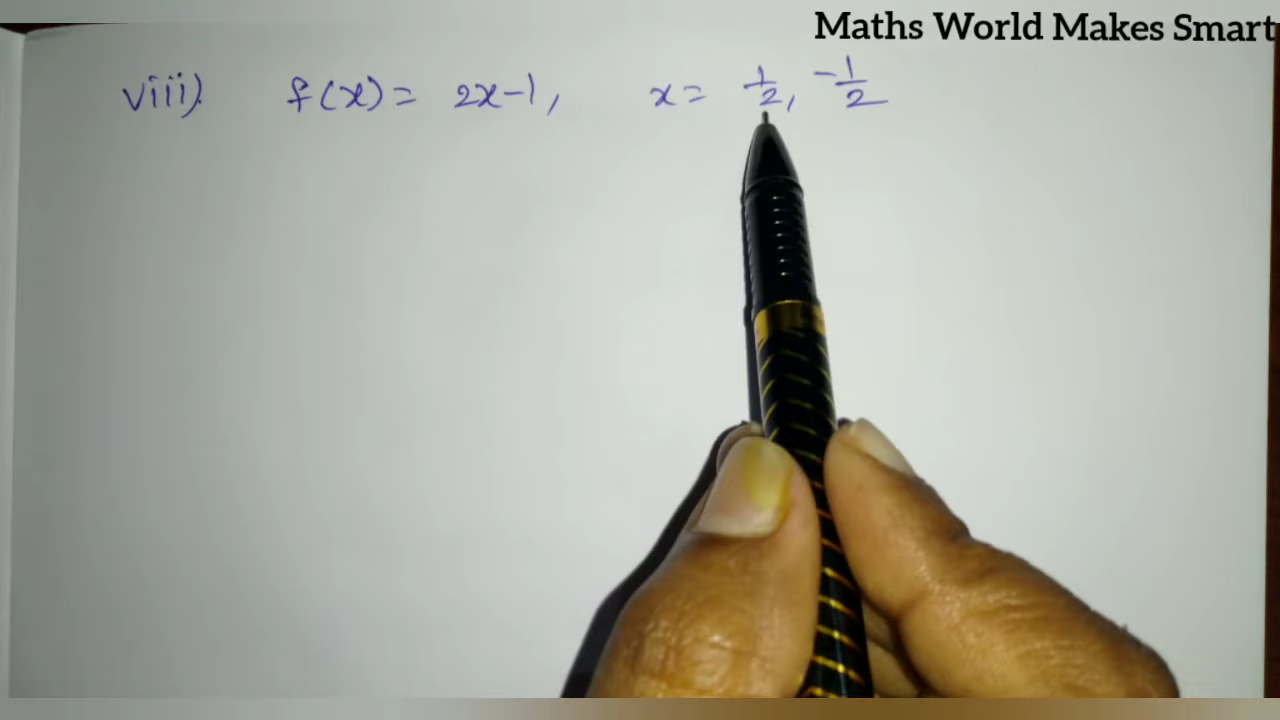 Maths World Makes Smart
viii). f(x) = 2x-1, x = 1/2, -1/2